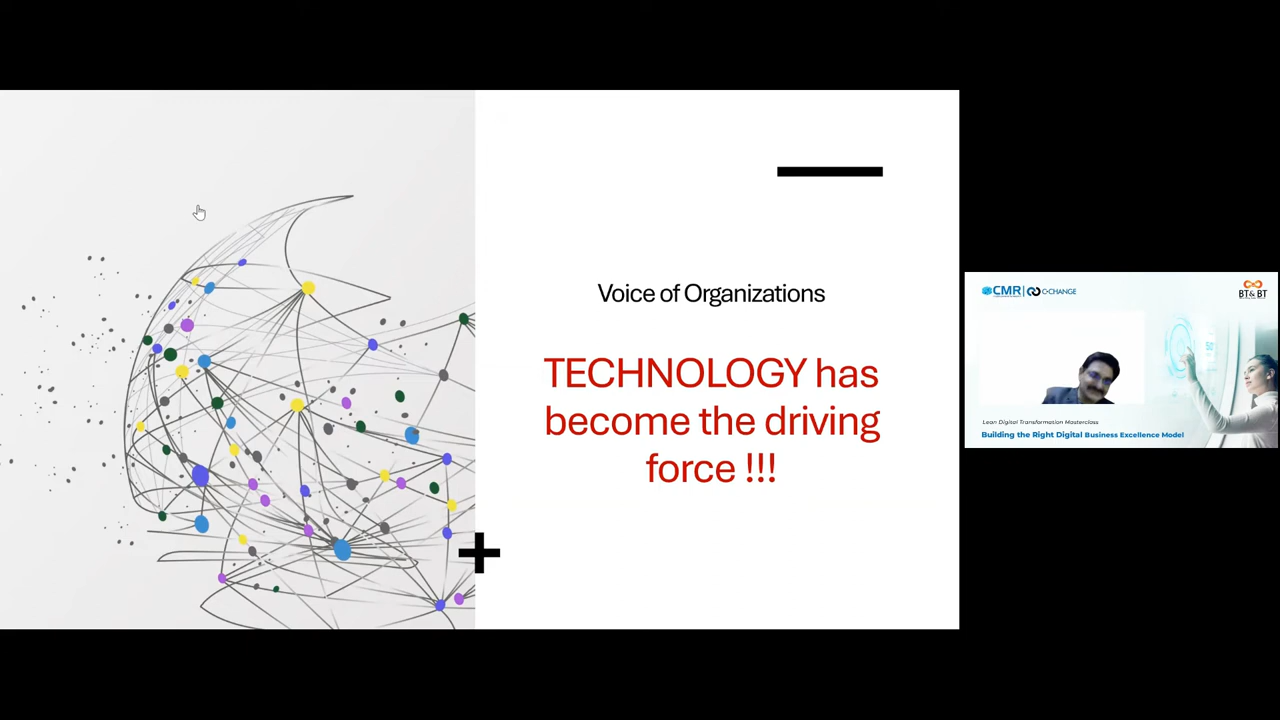 Voice of Organizations
TECHNOLOGY has
become the driving
force !!!
CMR | C-CHANGE
BT& BT
Lean Digital Transformation Masterclass
Building the Right Digital Business Excellence Model